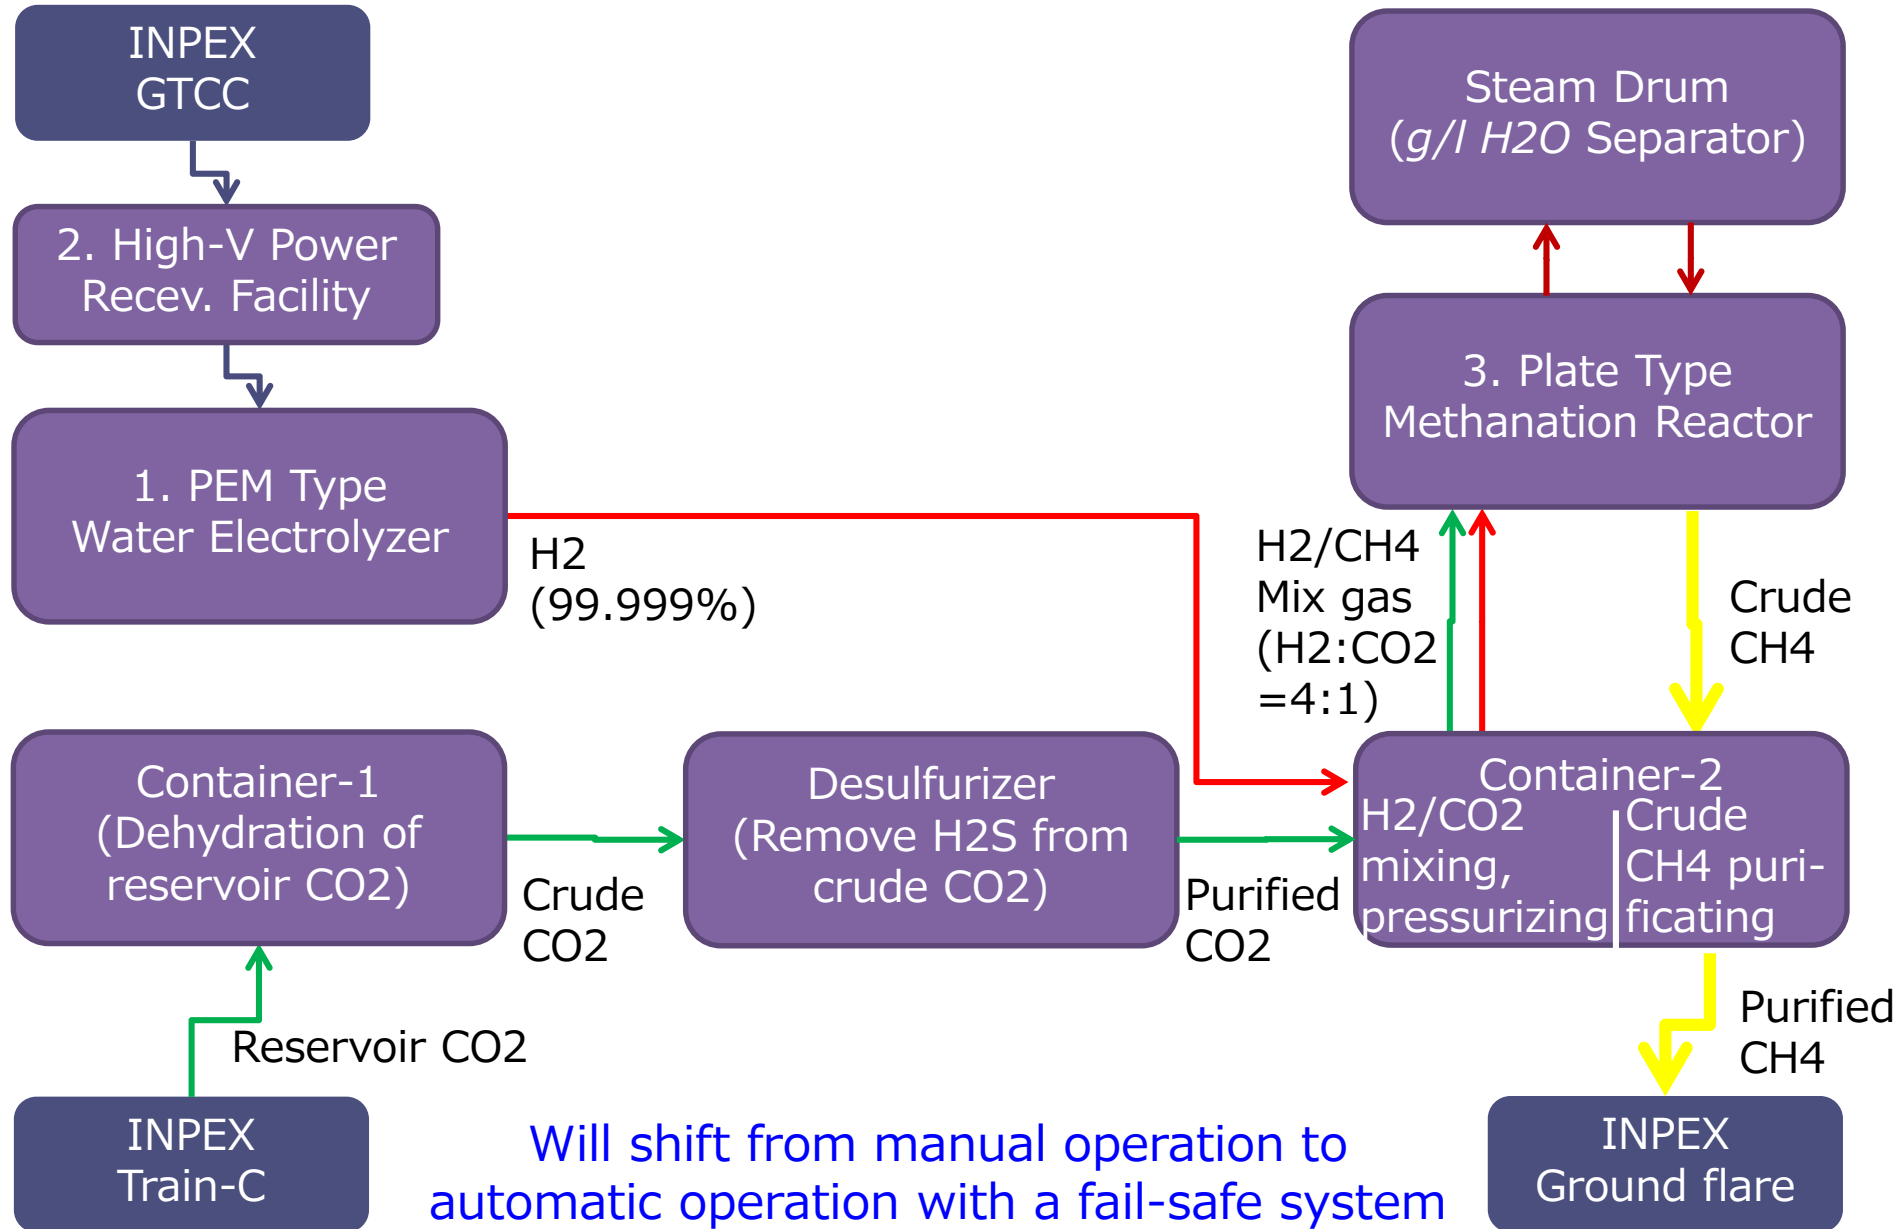 INPEX
GTCC
2. High-V Power
Recev. Facility
1. PEM Type
Water Electrolyzer
H2
(99.999%)
Steam Drum
(g/l H2O Separator)
3. Plate Type
Methanation Reactor
H2/CH4
Mix gas
(H2:CO2
=4:1)
Crude
CH4
Container-1
(Dehydration of
reservoir CO2)
Crude
CO2
Desulfurizer
(Remove H2S from
crude CO2)
Purified
CO2
Container-2
H2/CO2
mixing,
pressurizing
Crude
CH4 puri-
ficating
Reservoir CO2
Purified
CH4
INPEX
Train-C
Will shift from manual operation to
automatic operation with a fail-safe system
INPEX
Ground flare